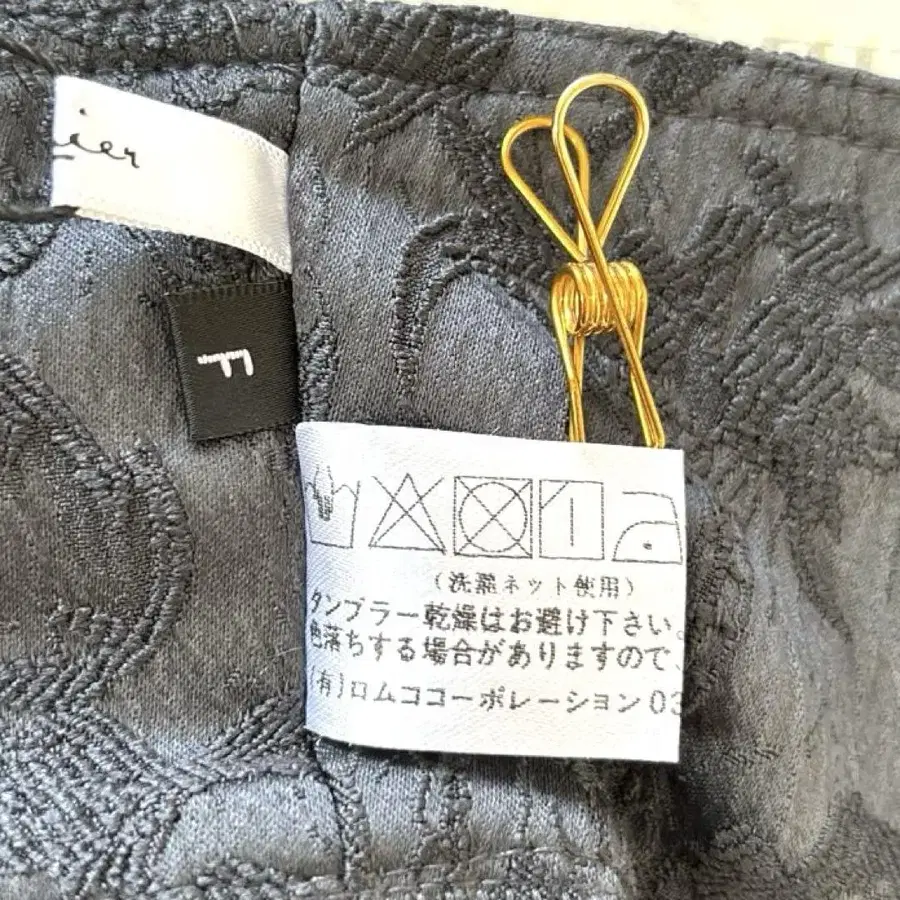 ier
F
(洗濯ネット使用)
タンブラー乾燥はお避け下さい。
色落ちする場合がありますので、
(有)ロムココーポレーション 03